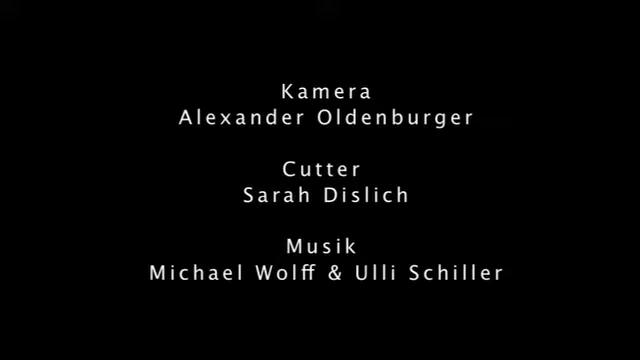 Kamera
Alexander Oldenburger
Cutter
Sarah Dislich
Musik
Michael Wolff & Ulli Schiller